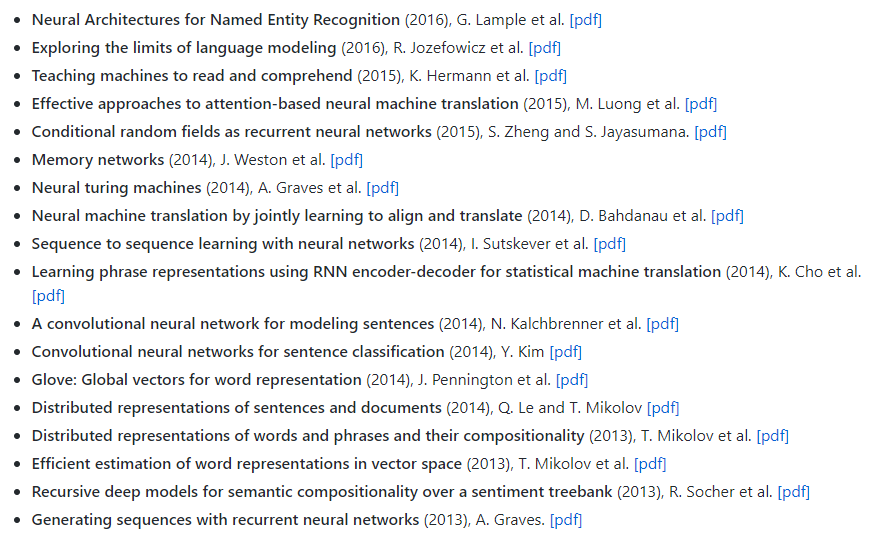 Neural Architectures for Named Entity Recognition (2016), G. Lample et al. [pdf]
Exploring the limits of language modeling (2016), R. Jozefowicz et al. [pdf]
Teaching machines to read and comprehend (2015), K. Hermann et al. [pdf]
Effective approaches to attention-based neural machine translation (2015), M. Luong et al. [pdf]
Conditional random fields as recurrent neural networks (2015), S. Zheng and S. Jayasumana. [pdf]
Memory networks (2014), J. Weston et al. [pdf]
Neural turing machines (2014), A. Graves et al. [pdf]
Neural machine translation by jointly learning to align and translate (2014), D. Bahdanau et al. [pdf]
Sequence to sequence learning with neural networks (2014), I. Sutskever et al. [pdf]
Learning phrase representations using RNN encoder-decoder for statistical machine translation (2014), K. Cho et al.
[pdf]
A convolutional neural network for modeling sentences (2014), N. Kalchbrenner et al. [pdf]
Convolutional neural networks for sentence classification (2014), Y. Kim [pdf]
Glove: Global vectors for word representation (2014), J. Pennington et al. [pdf]
Distributed representations of sentences and documents (2014), Q. Le and T. Mikolov [pdf]
Distributed representations of words and phrases and their compositionality (2013), T. Mikolov et al. [pdf]
Efficient estimation of word representations in vector space (2013), T. Mikolov et al. [pdf]
Recursive deep models for semantic compositionality over a sentiment treebank (2013), R. Socher et al. [pdf]
Generating sequences with recurrent neural networks (2013), A. Graves. [pdf]